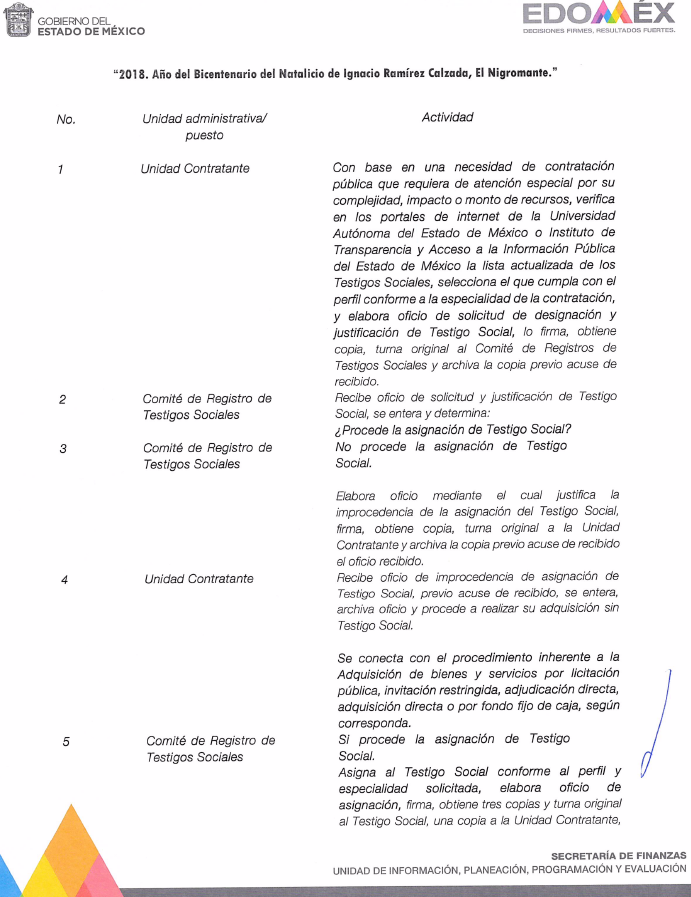 GOBIERNO DEL
ESTADO DE MÉXICO
EDOMÉX
DECISIONES FIRMES, RESULTADOS FUERTES.
"2018. Año del Bicentenario del Natalicio de Ignacio Ramírez Calzada, El Nigromante."
No. Unidad administrativa/ Actividad
puesto
1 Unidad Contratante Con base en una necesidad de contratación
pública que requiera de atención especial por su
complejidad, impacto o monto de recursos, verifica
en los portales de internet de la Universidad
Autónoma del Estado de México o Instituto de
Transparencia y Acceso a la Información Pública
del Estado de México la lista actualizada de los
Testigos Sociales, selecciona el que cumpla con el
perfil conforme a la especialidad de la contratación,
y elabora oficio de solicitud de designación y
justificación de Testigo Social, lo firma, obtiene
copia, turna original al Comité de Registros de
Testigos Sociales y archiva la copia previo acuse de
recibido.
2 Comité de Registro de Recibe oficio de solicitud y justificación de Testigo
Testigos Sociales Social, se entera y determina:
¿Procede la asignación de Testigo Social?
3 Comité de Registro de No procede la asignación de Testigo
Testigos Sociales Social.
Elabora oficio mediante el cual justifica la
improcedencia de la asignación del Testigo Social,
firma, obtiene copia, turna original a la Unidad
Contratante y archiva la copia previo acuse de recibido
el oficio recibido.
4 Unidad Contratante Recibe oficio de improcedencia de asignación de
Testigo Social, previo acuse de recibido, se entera,
archiva oficio y procede a realizar su adquisición sin
Testigo Social.
Se conecta con el procedimiento inherente a la
Adquisición de bienes y servicios por licitación
pública, invitación restringida, adjudicación directa,
adquisición directa o por fondo fijo de caja, según
corresponda.
5 Comité de Registro de Si procede la asignación de Testigo
Testigos Sociales Social.
Asigna al Testigo Social conforme al perfil y
especialidad solicitada, elabora oficio de
asignación, firma, obtiene tres copias y turna original
al Testigo Social, una copia a la Unidad Contratante,
SECRETARÍA DE FINANZAS
UNIDAD DE INFORMACIÓN, PLANEACIÓN, PROGRAMACIÓN Y EVALUACIÓN